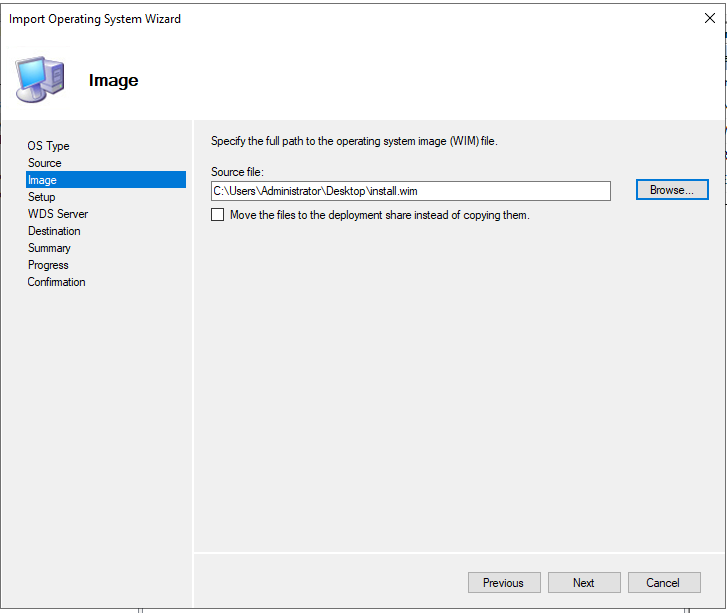 Import Operating System Wizard
Image
OS Type
Source
Image
Setup
WDS Server
Destination
Summary
Progress
Confirmation
Specify the full path to the operating system image (WIM) file.
Source file:
C:\Users\Administrator\Desktop\install.wim
Browse...
Move the files to the deployment share instead of copying them.
Previous
Next
Cancel